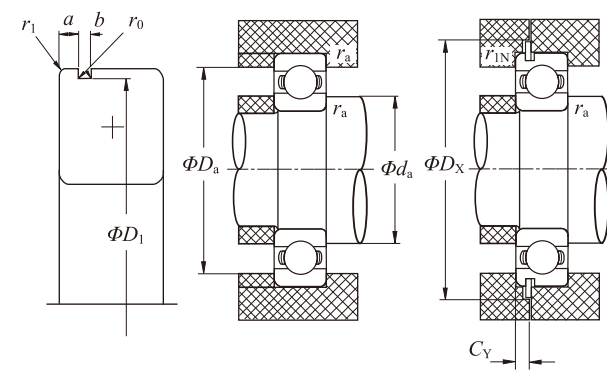 r1 a b r0
ΦD1
ra
ra
ΦDa
Φda
r1N
ra
ΦDX
CY